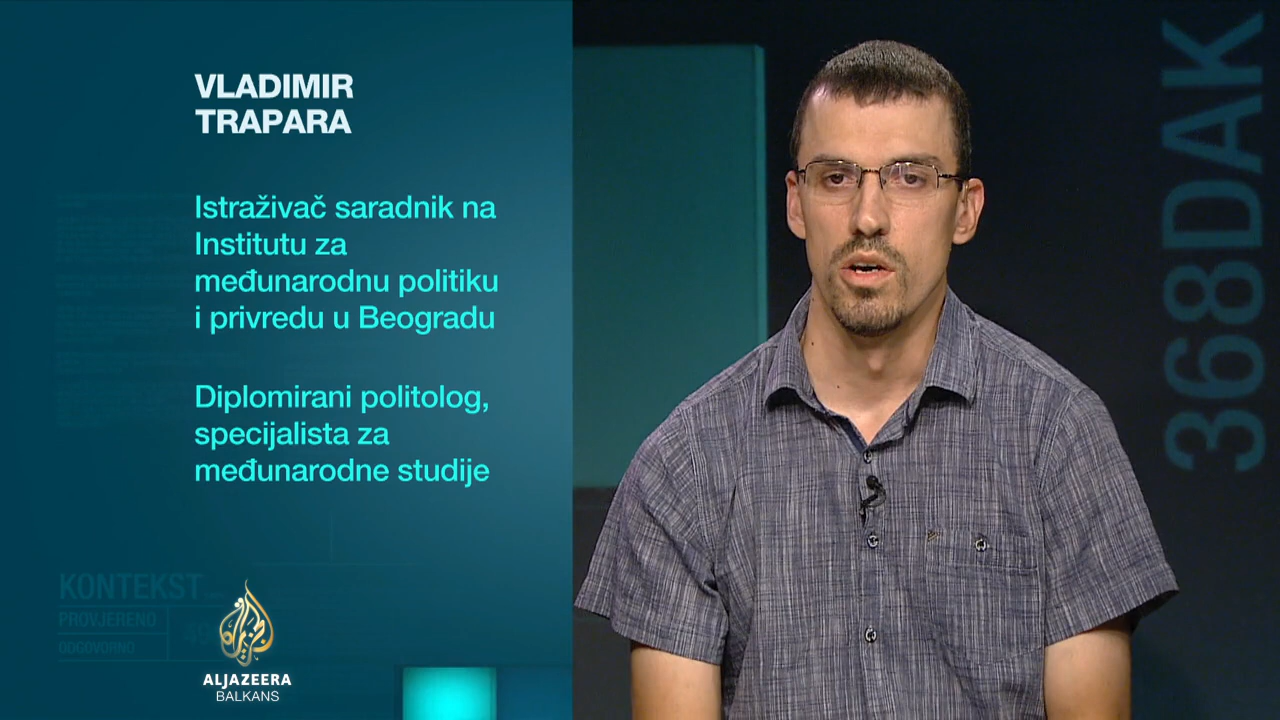 VLADIMIR
TRAPARA
Istraživač saradnik na
Institutu za
međunarodnu politiku
i privredu u Beogradu
Diplomirani politolog,
specijalista za
međunarodne studije
KONTEKST
PROVJERENO
ODGOVORNO
ALJAZEERA
BALKANS
368DAK